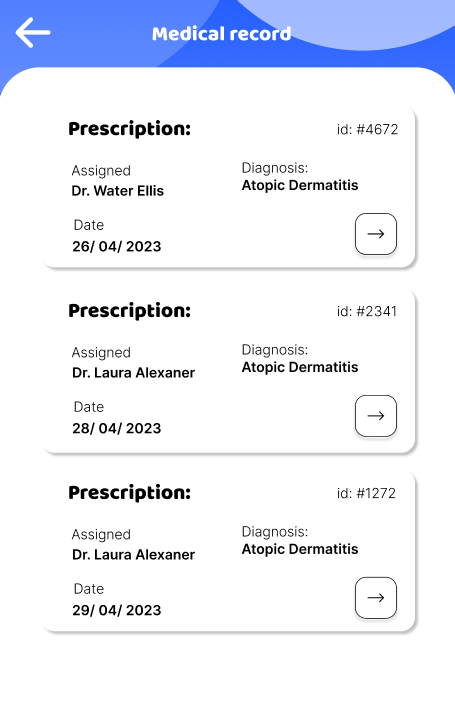 Medical record
Prescription:
id: #4672
Assigned
Dr. Water Ellis
Diagnosis:
Atopic Dermatitis
Date
26/ 04/ 2023
Prescription:
id: #2341
Assigned
Dr. Laura Alexaner
Diagnosis:
Atopic Dermatitis
Date
28/ 04/ 2023
Prescription:
id: #1272
Assigned
Dr. Laura Alexaner
Diagnosis:
Atopic Dermatitis
Date
29/ 04/ 2023